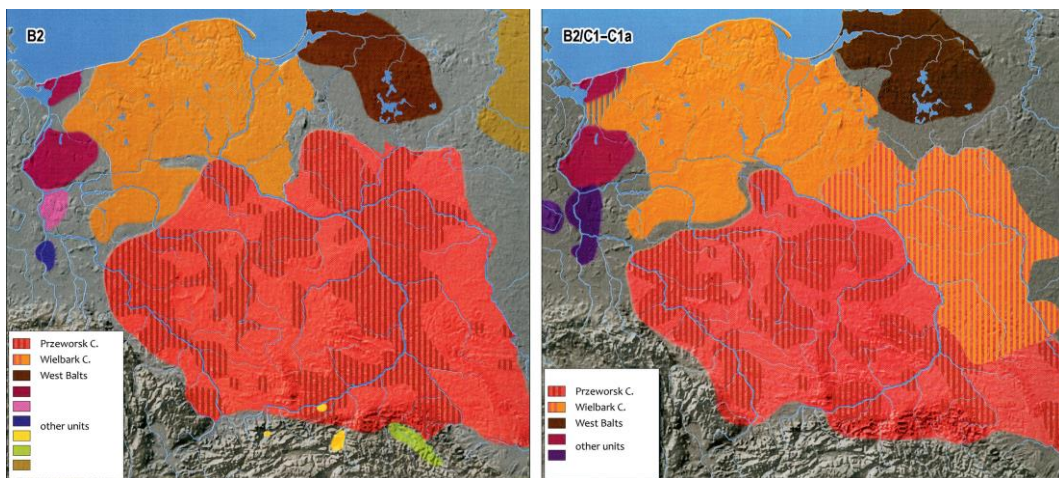 B2
Przeworsk C.
Wielbark C.
West Balts
other units
B2/C1–C1a
Przeworsk C.
Wielbark C.
West Balts
other units